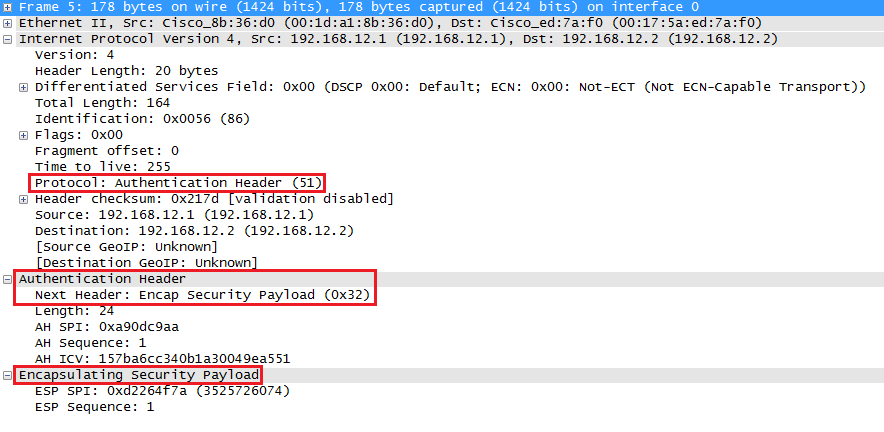 Frame 5: 178 bytes on wire (1424 bits), 178 bytes captured (1424 bits) on interface 0
Ethernet II, Src: Cisco_8b:36:d0 (00:1d:a1:8b:36:d0), Dst: Cisco_ed:7a:f0 (00:17:5a:ed:7a:f0)
Internet Protocol Version 4, Src: 192.168.12.1 (192.168.12.1), Dst: 192.168.12.2 (192.168.12.2)
Version: 4
Header Length: 20 bytes
Differentiated Services Field: 0x00 (DSCP 0x00: Default; ECN: 0x00: Not-ECT (Not ECN-Capable Transport))
Total Length: 164
Identification: 0x0056 (86)
Flags: 0x00
Fragment offset: 0
Time to live: 255
Protocol: Authentication Header (51)
Header checksum: 0x217d [validation disabled]
Source: 192.168.12.1 (192.168.12.1)
Destination: 192.168.12.2 (192.168.12.2)
[Source GeoIP: Unknown]
[Destination GeoIP: Unknown]
Authentication Header
Next Header: Encap Security Payload (0x32)
Length: 24
AH SPI: 0xa90dc9aa
AH Sequence: 1
AH ICV: 157ba6cc340b1a30049ea551
Encapsulating Security Payload
ESP SPI: 0xd2264f7a (3525726074)
ESP Sequence: 1